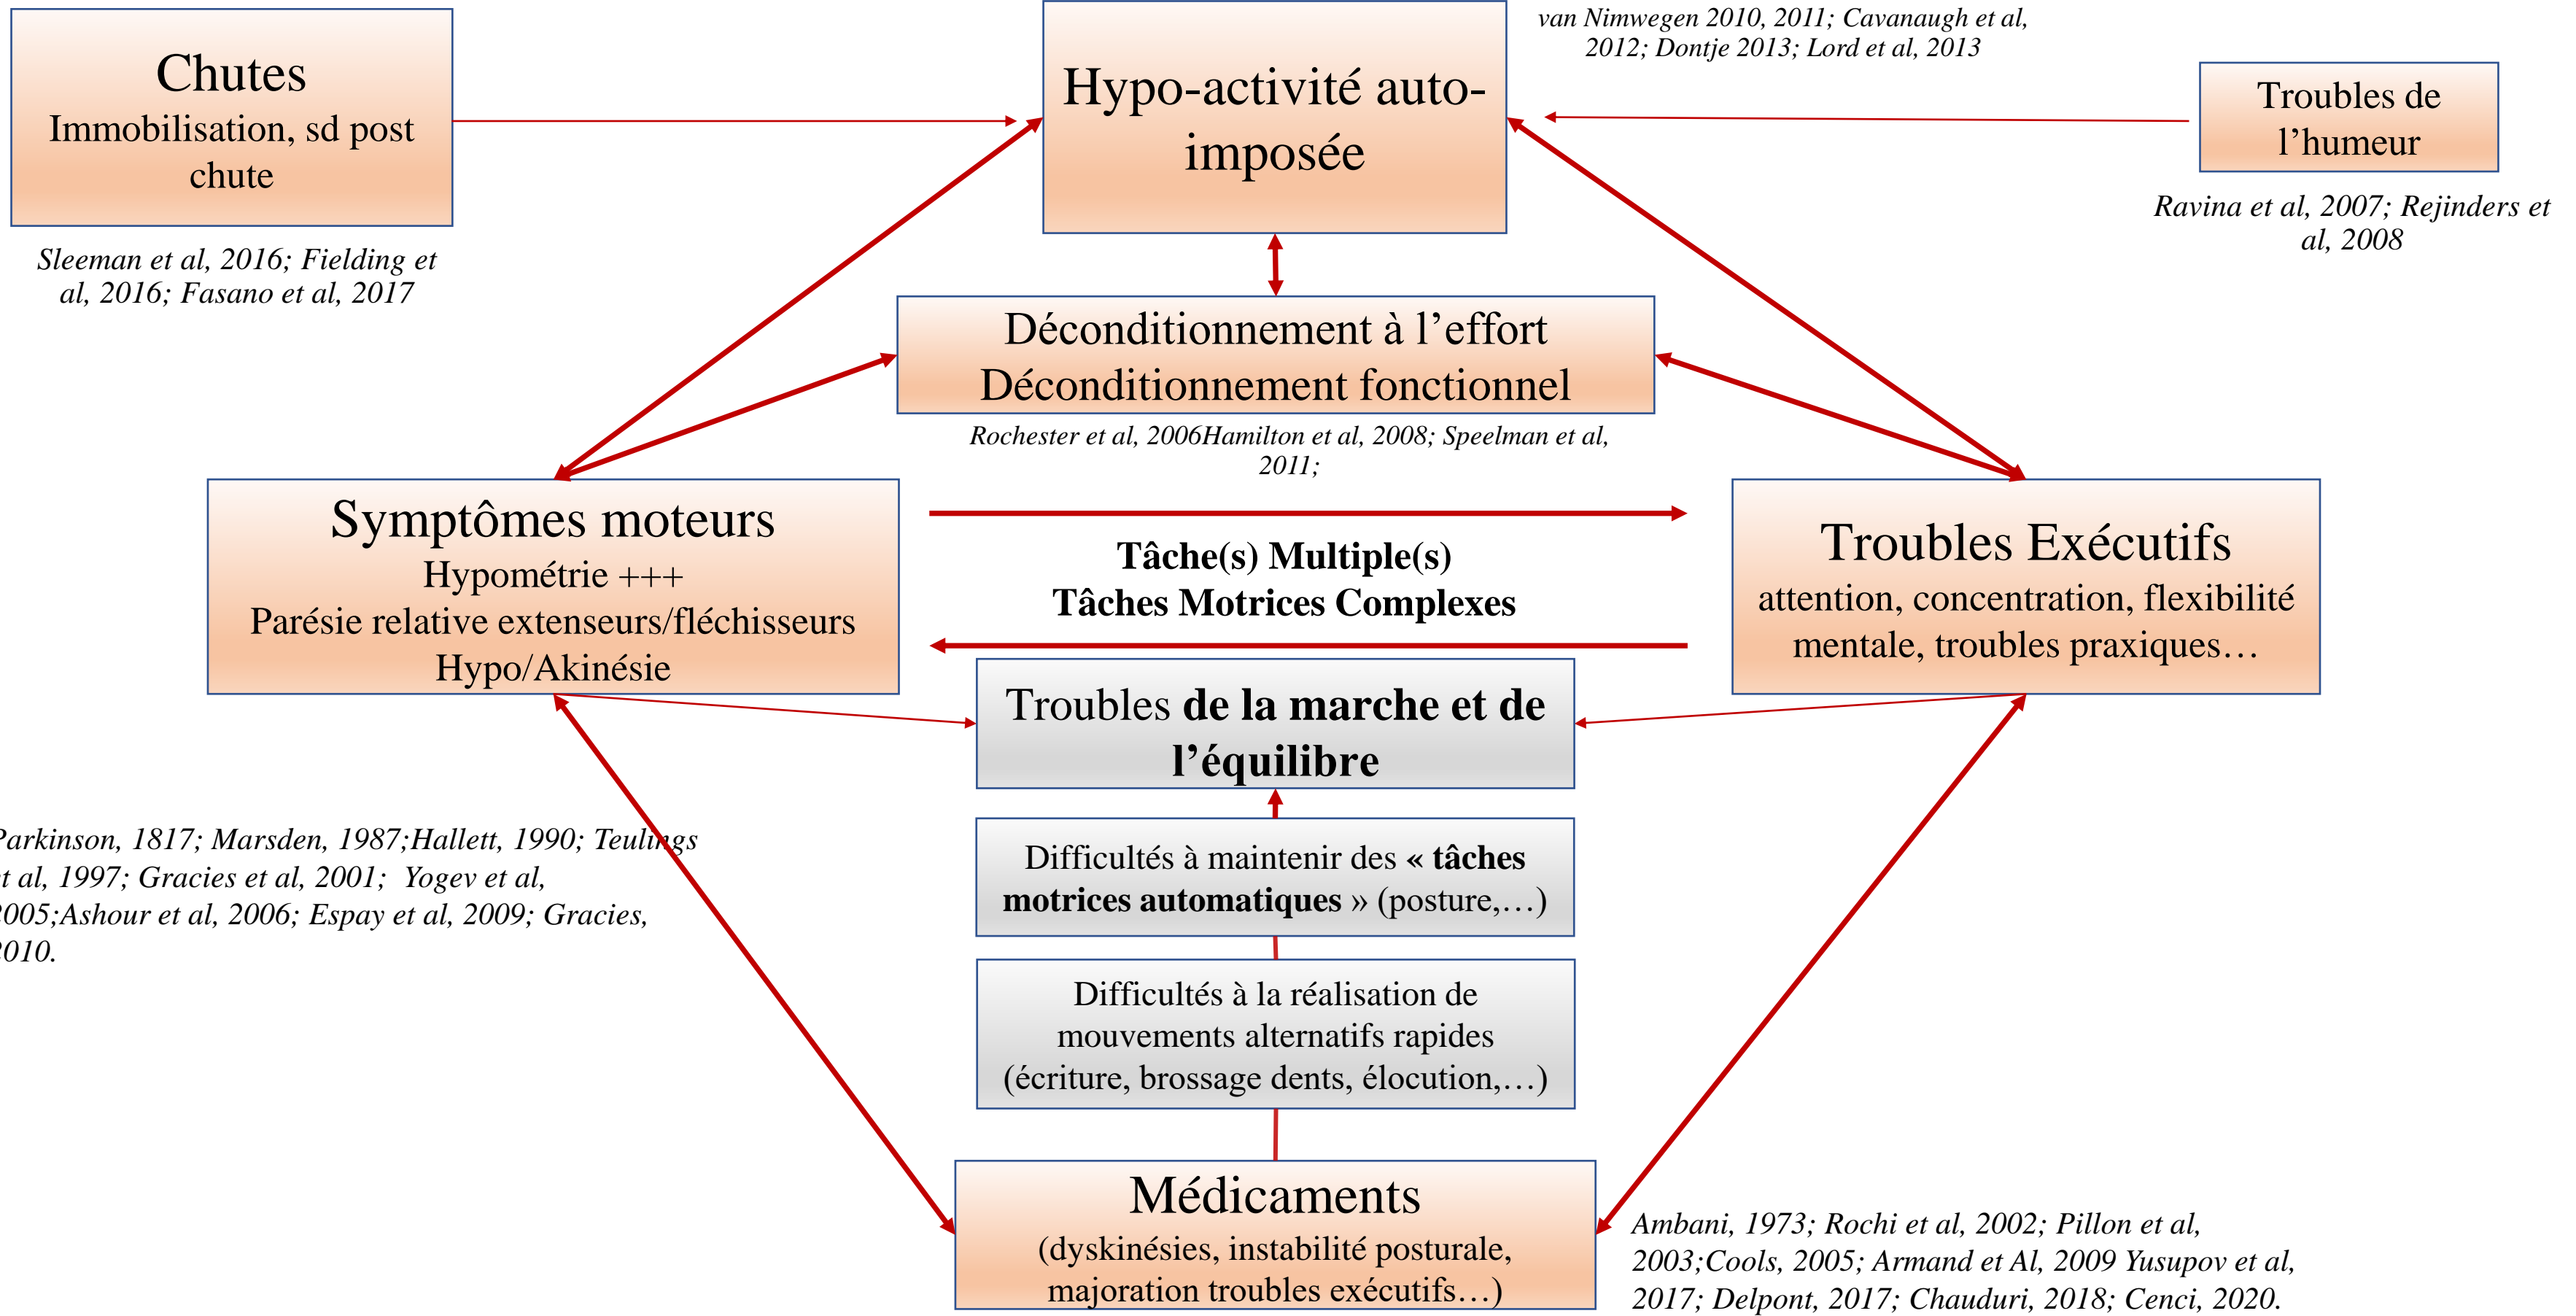 Chutes
Immobilisation, sd post
chute
Sleeman et al, 2016; Fielding et
al, 2016; Fasano et al, 2017
Hypo-activité auto-
imposée
van Nimwegen 2010, 2011; Cavanaugh et al,
2012; Dontje 2013; Lord et al, 2013
Troubles de
l’humeur
Ravina et al, 2007; Rejinders et
al, 2008
Déconditionnement à l’effort
Déconditionnement fonctionnel
Rochester et al, 2006Hamilton et al, 2008; Speelman et al,
2011;
Symptômes moteurs
Hypométrie +++
Parésie relative extenseurs/fléchisseurs
Hypo/Akinésie
Tâche(s) Multiple(s)
Tâches Motrices Complexes
Troubles Exécutifs
attention, concentration, flexibilité
mentale, troubles praxiques…
Troubles de la marche et de
l’équilibre
Parkinson, 1817; Marsden, 1987;Hallett, 1990; Teulings
et al, 1997; Gracies et al, 2001; Yogev et al,
2005;Ashour et al, 2006; Espay et al, 2009; Gracies,
2010.
Difficultés à maintenir des « tâches
motrices automatiques » (posture,…)
Difficultés à la réalisation de
mouvements alternatifs rapides
(écriture, brossage dents, élocution,…)
Médicaments
(dyskinésies, instabilité posturale,
majoration troubles exécutifs…)
Ambani, 1973; Rochi et al, 2002; Pillon et al,
2003;Cools, 2005; Armand et Al, 2009 Yusupov et al,
2017; Delpont, 2017; Chauduri, 2018; Cenci, 2020.